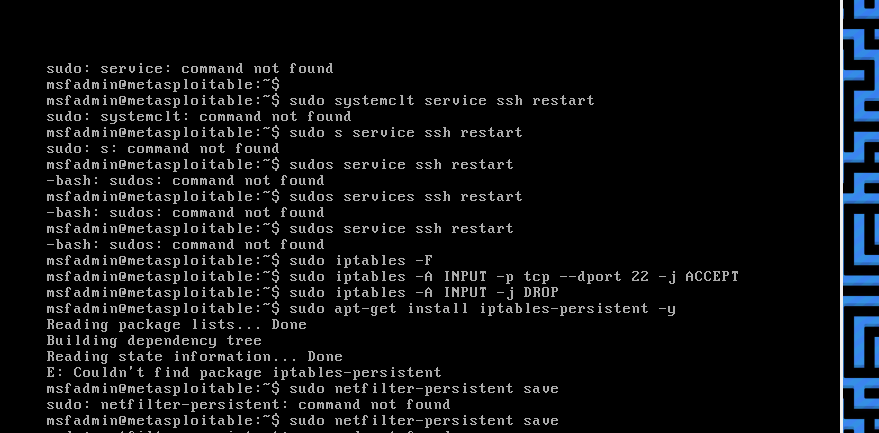 sudo: service: command not found
msfadmin@metasploitable:~$
msfadmin@metasploitable:~$ sudo systemclt service ssh restart
sudo: systemclt: command not found
msfadmin@metasploitable:~$ sudo s service ssh restart
sudo: s: command not found
msfadmin@metasploitable:~$ sudos service ssh restart
-bash: sudos: command not found
msfadmin@metasploitable:~$ sudos services ssh restart
-bash: sudos: command not found
msfadmin@metasploitable:~$ sudos service ssh restart
-bash: sudos: command not found
msfadmin@metasploitable:~$ sudo iptables -F
msfadmin@metasploitable:~$ sudo iptables -A INPUT -p tcp --dport 22 -j ACCEPT
msfadmin@metasploitable:~$ sudo iptables -A INPUT -j DROP
msfadmin@metasploitable:~$ sudo apt-get install iptables-persistent -y
Reading package lists... Done
Building dependency tree
Reading state information... Done
E: Couldn't find package iptables-persistent
msfadmin@metasploitable:~$ sudo netfilter-persistent save
sudo: netfilter-persistent: command not found
msfadmin@metasploitable:~$ sudo netfilter-persistent save